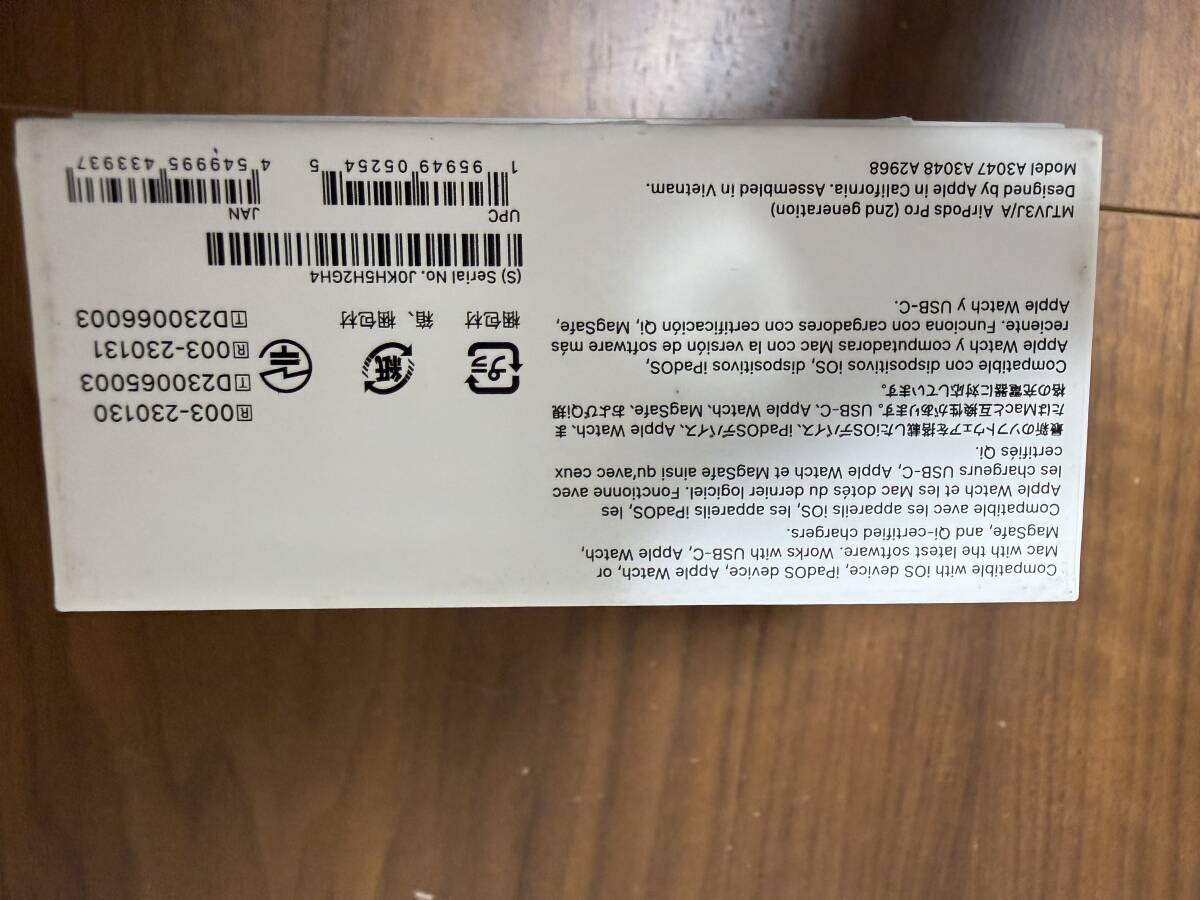 Compatible with iOS device, iPadOS device, Apple Watch, or
Mac with the latest software. Works with USB-C, Apple Watch,
MagSafe, and Qi-certified chargers.
Compatible avec les appareils iOS, les appareils iPadOS, les
Apple Watch et les Mac dotés du dernier logiciel. Fonctionne avec
les chargeurs USB-C, Apple Watch et MagSafe ainsi qu'avec ceux
certifiés Qi.
最新のソフトウェアを搭載したiOSデバイス、iPadOSデバイス、Apple Watch、ま
たはMacと互換性があります。USB-C、Apple Watch、MagSafe、およびQi規
格の充電器に対応しています。
Compatible con dispositivos iOS, dispositivos iPadOS,
Apple Watch y computadoras Mac con la versión de software más
reciente. Funciona con cargadores con certificación Qi, MagSafe,
Apple Watch y USB-C.
MTJV3J/A AirPods Pro (2nd generation)
Designed by Apple in California. Assembled in Vietnam.
Model A3047 A3048 A2968
R 003-230130
T D230065003
R 003-230131
T D230066003
プラ
紙
梱包材
箱、梱包材
(S) Serial No. J0KH5H2GH4
UPC
1 95949 05254 5
JAN
4 549995 433937